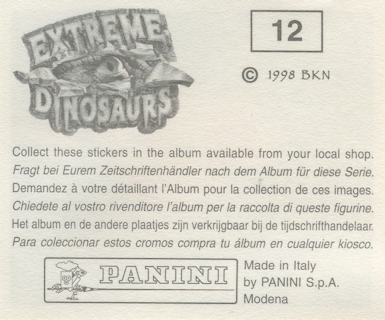 EXTREME
DINOSAURS
12
© 1998 BKN
Collect these stickers in the album available from your local shop.
Fragt bei Eurem Zeitschriftenhändler nach dem Album für diese Serie.
Demandez à votre détaillant l'Album pour la collection de ces images.
Chiedete al vostro rivenditore l'album per la raccolta di queste figurine.
Het album en de andere plaatjes zijn verkrijgbaar bij de tijdschrifthandelaar.
Para coleccionar estos cromos compra tu álbum en cualquier kiosco.
PANINI
Made in Italy
by PANINI S.p.A.
Modena